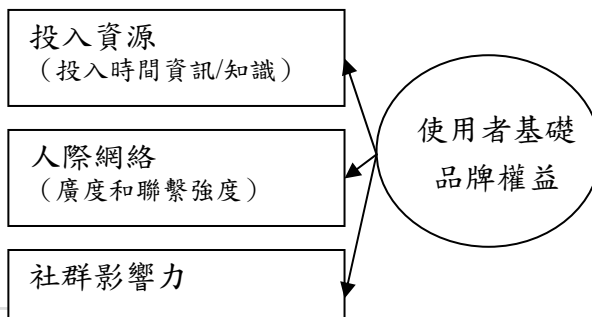 投入資源
（投入時間資訊/知識）
人際網絡
（廣度和聯繫強度）
社群影響力
使用者基礎
品牌權益